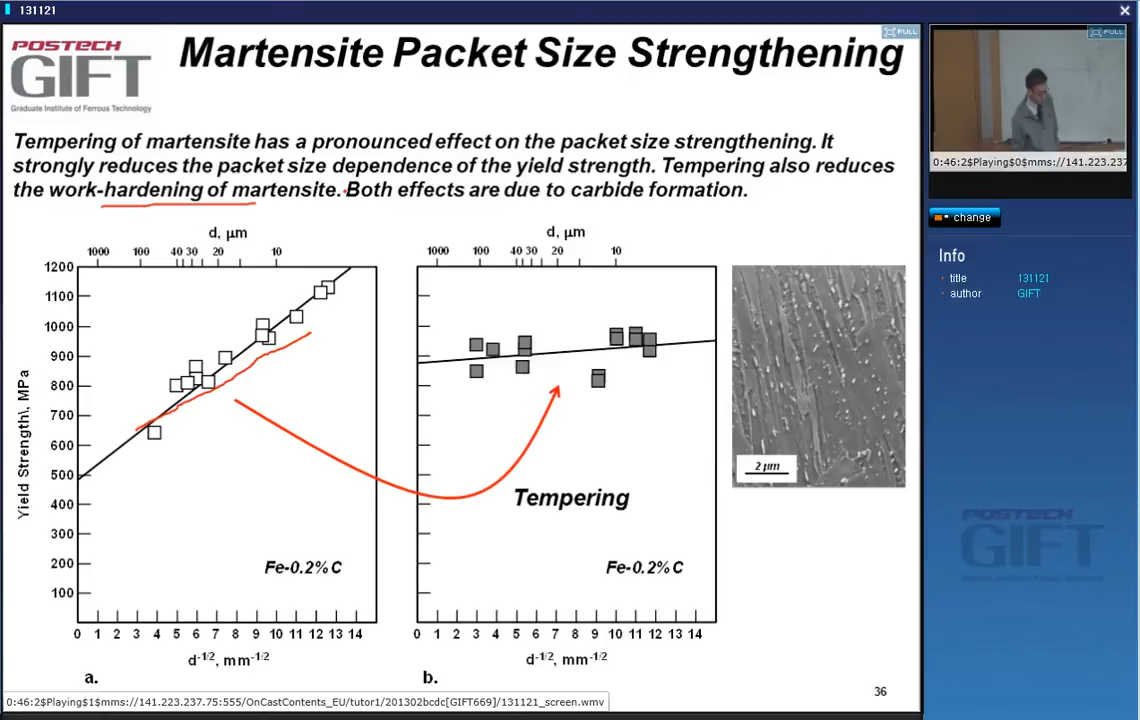 131121
POSTECH
GIFT
Graduate Institute of Ferrous Technology
Martensite Packet Size Strengthening
FULL
FULL
Tempering of martensite has a pronounced effect on the packet size strengthening. It
strongly reduces the packet size dependence of the yield strength. Tempering also reduces
the work-hardening of martensite. Both effects are due to carbide formation.
0:46:2$Playing$0$mms://141.223.237
change
Info
title 131121
author GIFT
d, μm
1000 100 40 30 20 10
1200
1100
1000
900
800
700
600
500
400
300
200
100
Yield Strength\, MPa
Fe-0.2%C
0 1 2 3 4 5 6 7 8 9 10 11 12 13 14
d-1/2, mm-1/2
a.
d, μm
1000 100 40 30 20 10
Tempering
Fe-0.2%C
0 1 2 3 4 5 6 7 8 9 10 11 12 13 14
d-1/2, mm-1/2
b.
2 μm
POSTECH
GIFT
36
0:46:2$Playing$1$mms://141.223.237.75:555/OnCastContents_EU/tutor1/201302bcdc[GIFT669]/131121_screen.wmv